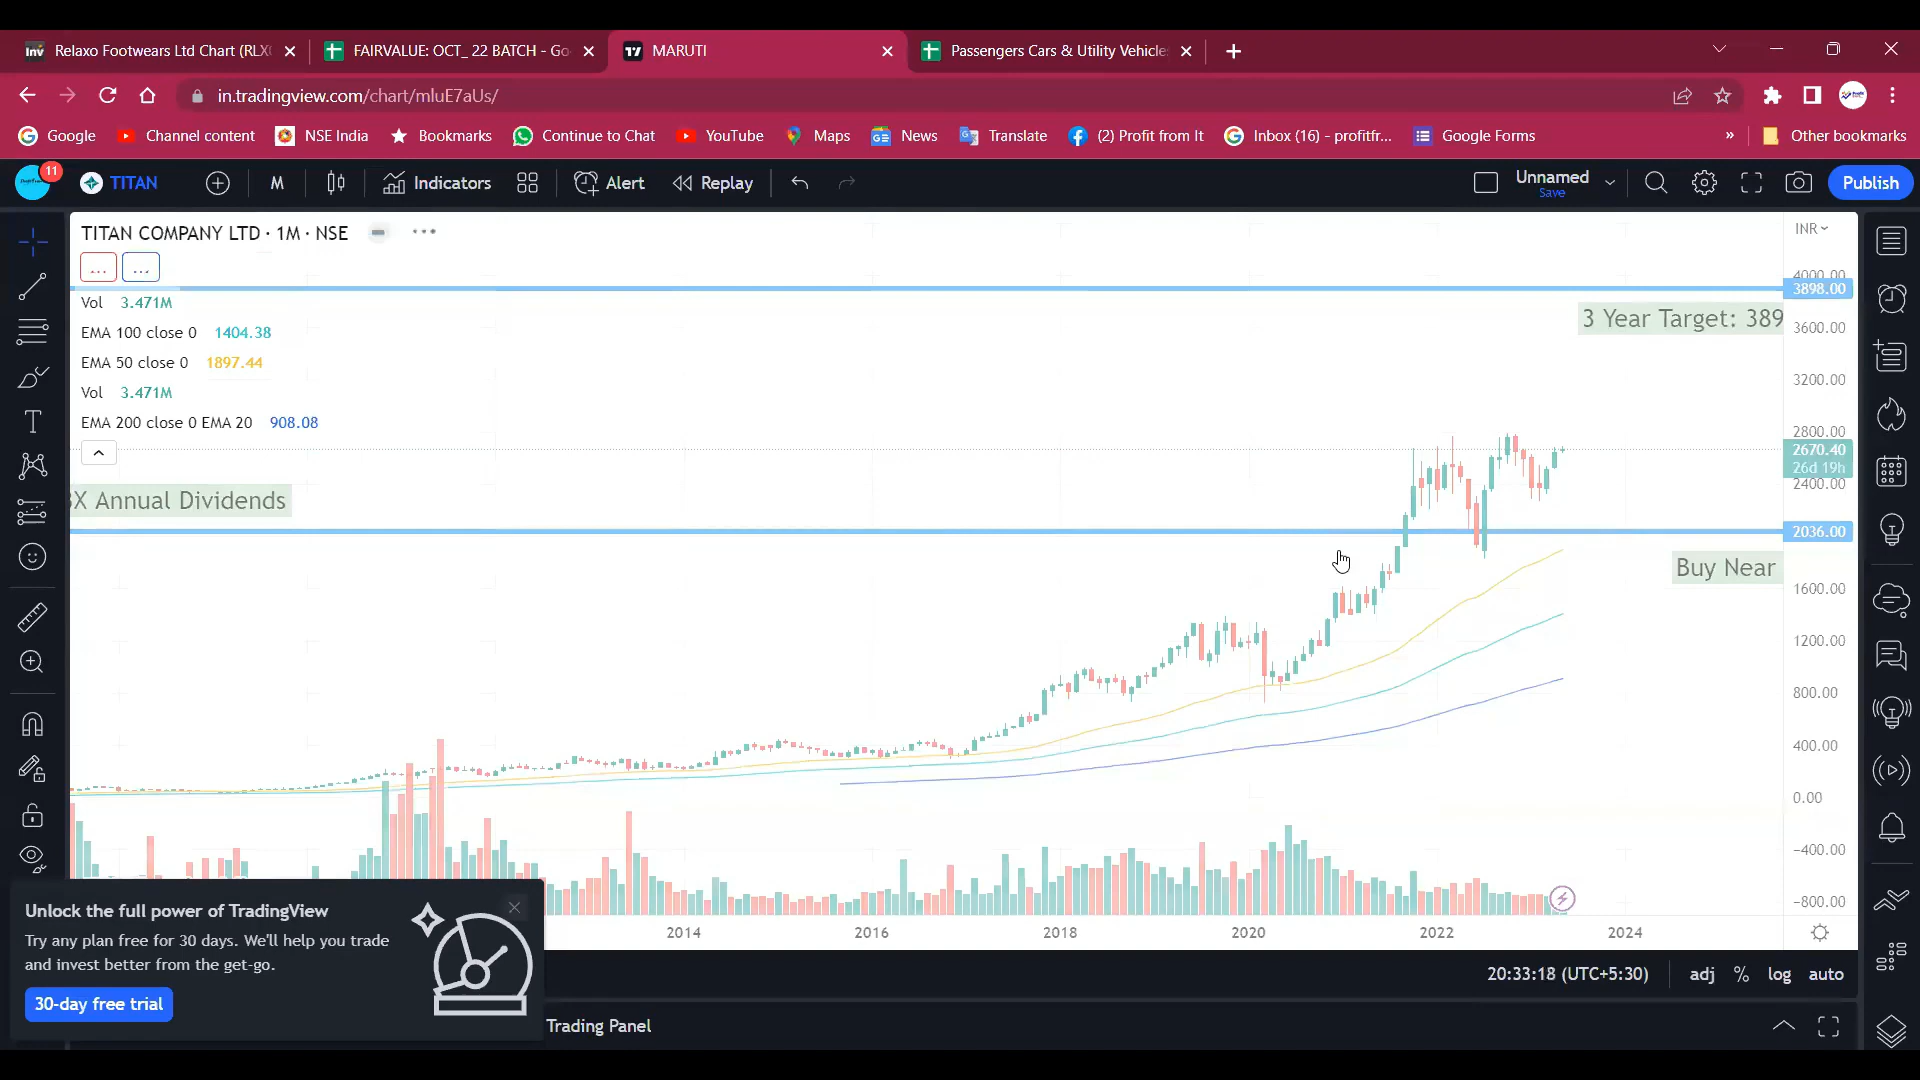 Relaxo Footwears Ltd Chart (RLX
FAIRVALUE: OCT_ 22 BATCH - Go
MARUTI
Passengers Cars & Utility Vehicle
in.tradingview.com/chart/mluE7aUs/
Google
Channel content
NSE India
Bookmarks
Continue to Chat
YouTube
Maps
News
Translate
(2) Profit from It
Inbox (16) - profitfr...
Google Forms
»
Other bookmarks
11
TITAN
M
Indicators
Alert
Replay
Unnamed
Save
Publish
TITAN COMPANY LTD · 1M · NSE
INR
... ...
Vol 3.471M
EMA 100 close 0 1404.38
EMA 50 close 0 1897.44
Vol 3.471M
EMA 200 close 0 EMA 20 908.08
X Annual Dividends
3 Year Target: 389
Buy Near
4000.00
3898.00
3600.00
3200.00
2800.00
2670.40
26d 19h
2400.00
2036.00
1600.00
1200.00
800.00
400.00
0.00
-400.00
-800.00
2014 2016 2018 2020 2022 2024
Unlock the full power of TradingView
Try any plan free for 30 days. We'll help you trade
and invest better from the get-go.
30-day free trial
20:33:18 (UTC+5:30)
adj % log auto
Trading Panel